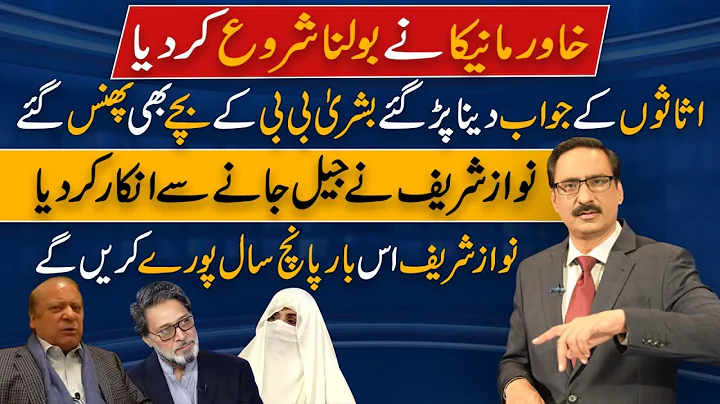 خاور مانیکا نے بولنا شروع کر دیا
اثاثوں کے جواب دینا پڑ گئے بشریٰ بی بی کے بچے بھی پھنس گئے
نواز شریف نے جیل جانے سے انکار کر دیا
نواز شریف اس بار پانچ سال پورے کریں گے